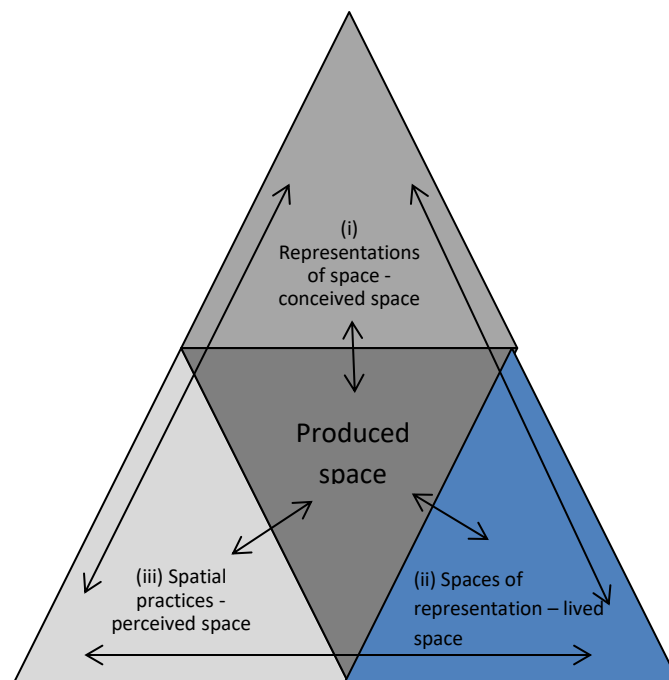 (i)
Representations
of space -
conceived space
Produced
space
(iii) Spatial
practices -
perceived space
(ii) Spaces of
representation – lived
space